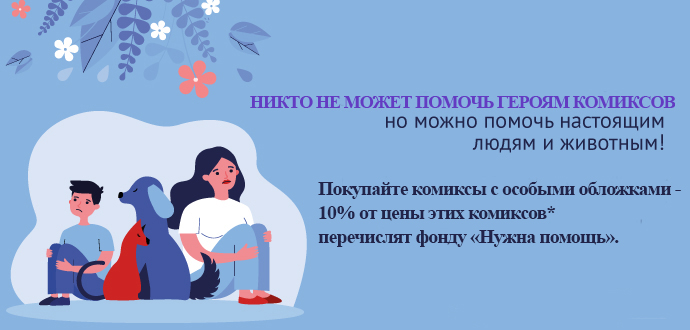 НИКТО НЕ МОЖЕТ ПОМОЧЬ ГЕРОЯМ КОМИКСОВ
но можно помочь настоящим
людям и животным!
Покупайте комиксы с особыми обложками -
10% от цены этих комиксов*
перечислят фонду «Нужна помощь».